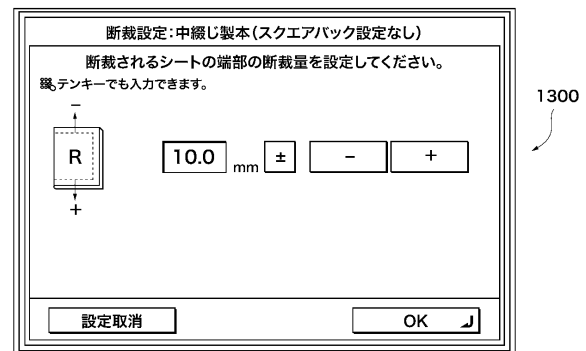 断裁設定:中綴じ製本(スクエアバック設定なし)
断裁されるシートの端部の断裁量を設定してください。
テンキーでも入力できます。
1300
−
R
10.0 mm ± − +
+
設定取消 OK